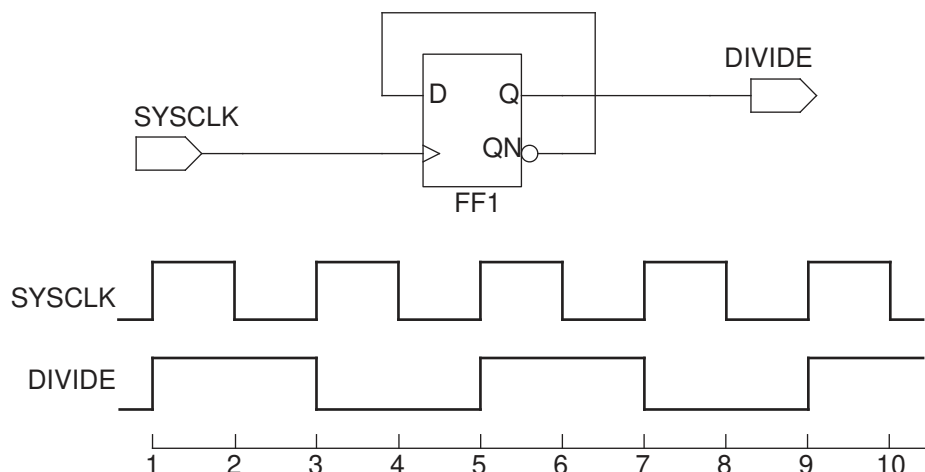 DIVIDE
SYSCLK
D Q
QN
FF1
SYSCLK
DIVIDE
1 2 3 4 5 6 7 8 9 10